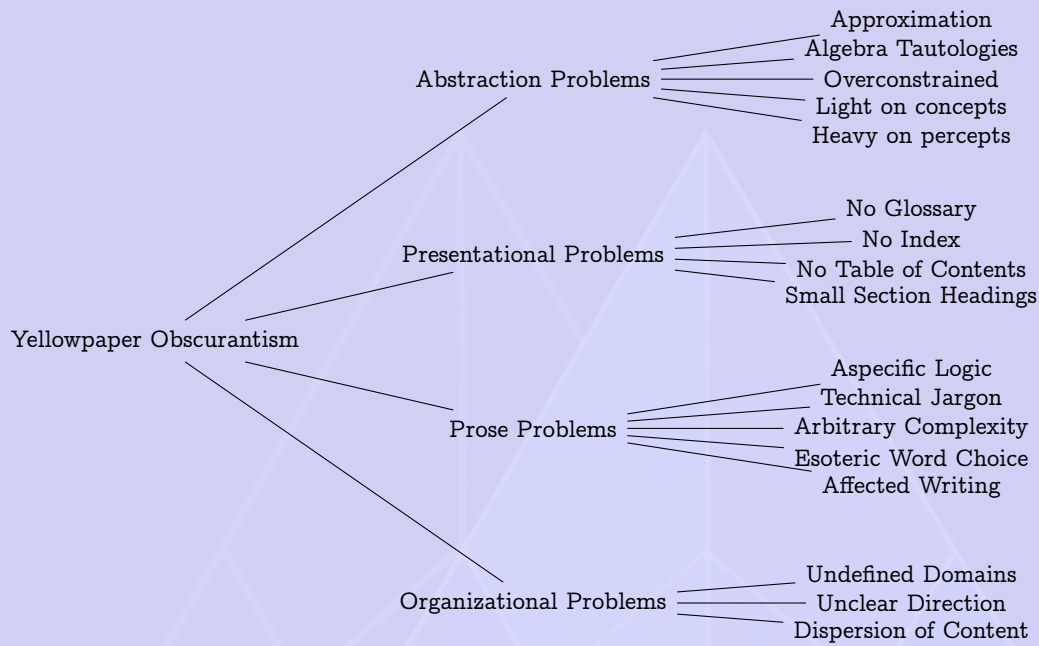 Yellowpaper Obscurantism
Abstraction Problems
Approximation
Algebra Tautologies
Overconstrained
Light on concepts
Heavy on percepts
Presentational Problems
No Glossary
No Index
No Table of Contents
Small Section Headings
Prose Problems
Aspecific Logic
Technical Jargon
Arbitrary Complexity
Esoteric Word Choice
Affected Writing
Organizational Problems
Undefined Domains
Unclear Direction
Dispersion of Content